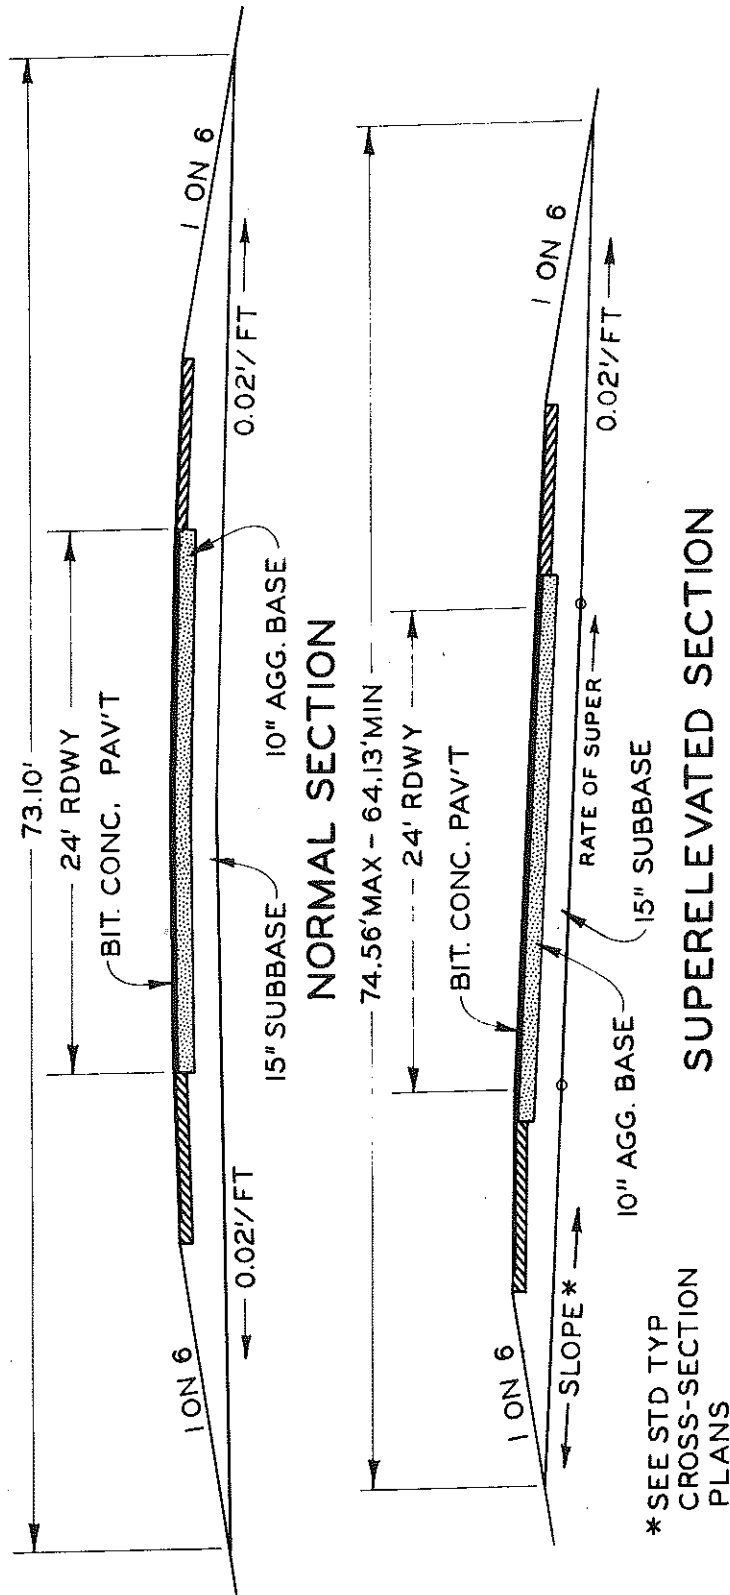 73.10'
24' RDWY
BIT. CONC. PAV'T
1 ON 6
1 ON 6
0.02'/FT
0.02'/FT
15" SUBBASE
10" AGG. BASE
NORMAL SECTION
74.56'MAX - 64.13'MIN
24' RDWY
BIT. CONC. PAV'T
1 ON 6
1 ON 6
SLOPE*
RATE OF SUPER
0.02'/FT
10" AGG. BASE
15" SUBBASE
*SEE STD TYP
CROSS-SECTION
PLANS
SUPERELEVATED SECTION